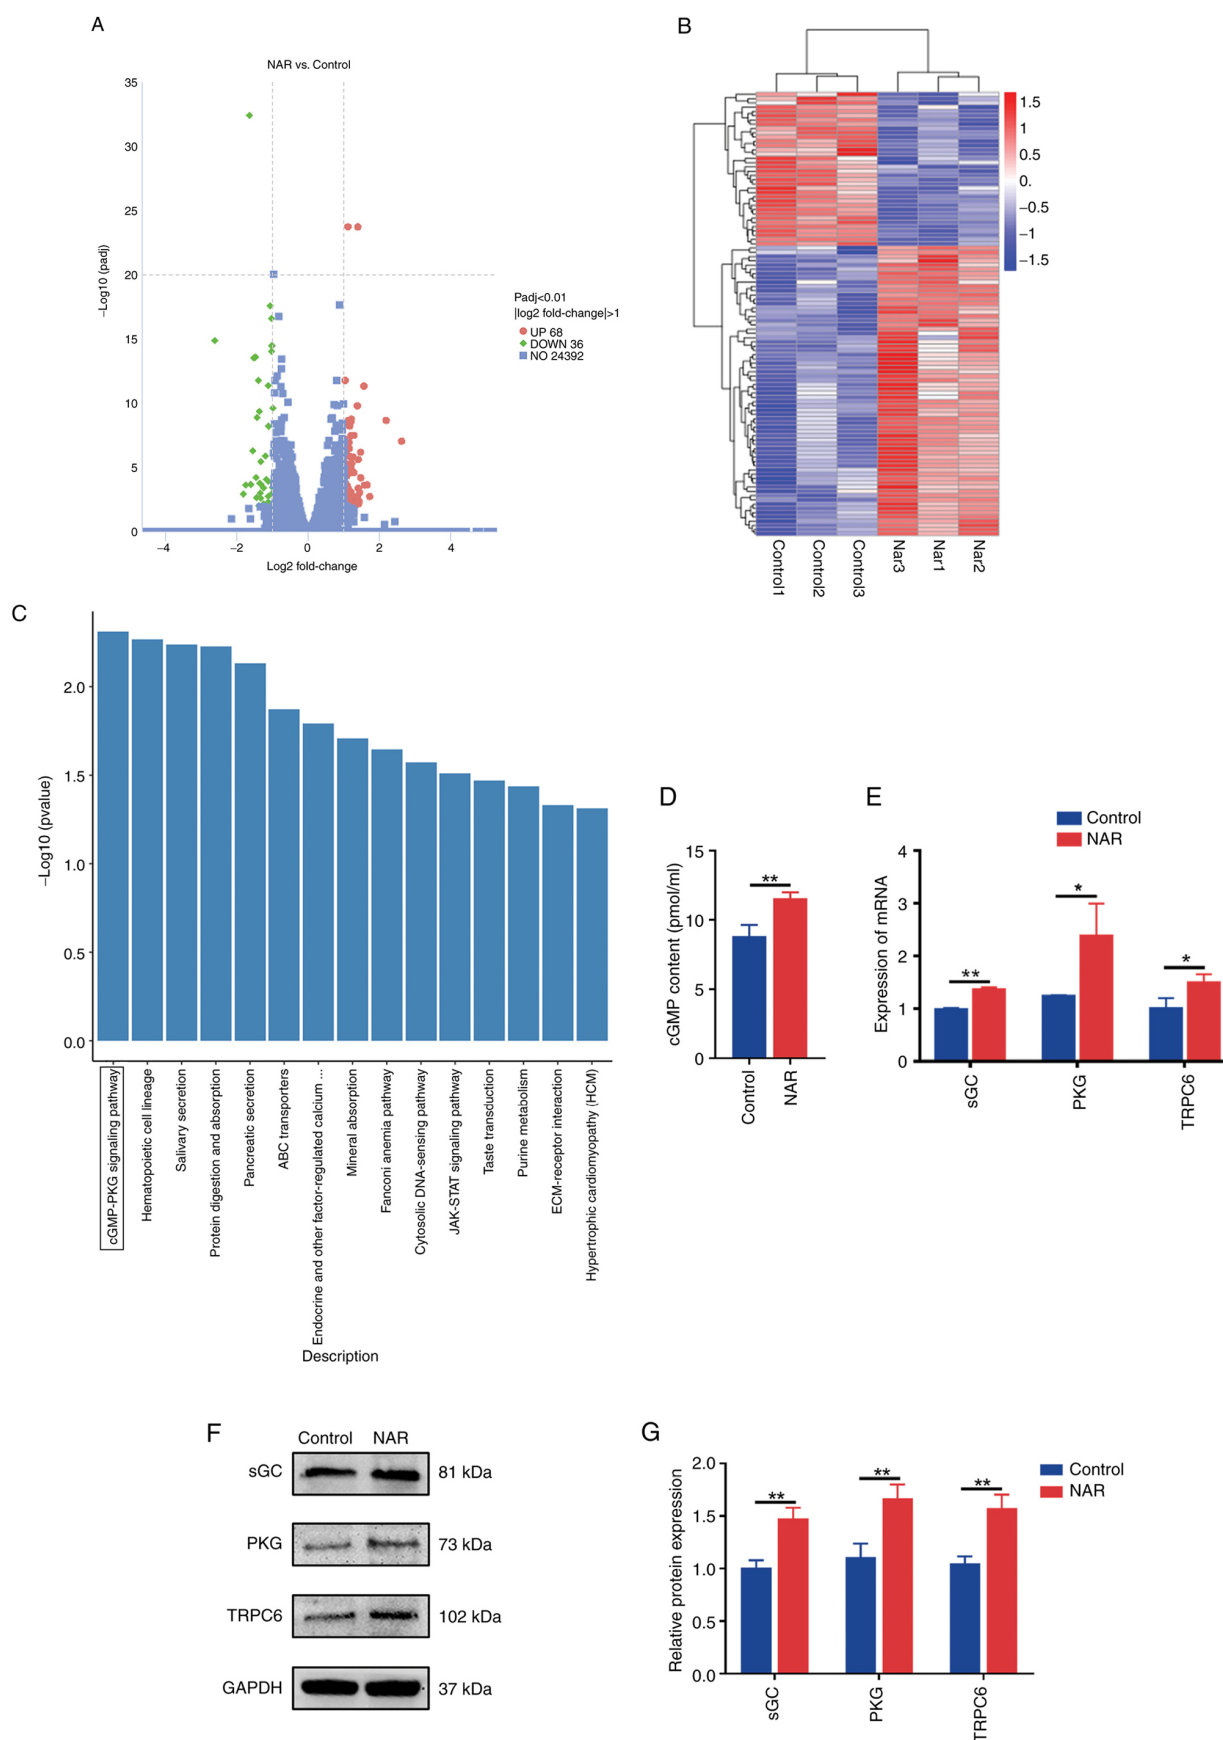 A
NAR vs. Control
35
30
25
20
15
10
5
0
−Log10 (padj)
−4
−2
0
2
4
Log2 fold-change
Padj<0.01
|log2 fold-change|>1
UP 68
DOWN 36
NO 24392
B
1.5
1
0.5
0.
−0.5
−1
−1.5
Control1
Control2
Control3
Nar3
Nar1
Nar2
C
2.0
1.5
1.0
0.5
0.0
−Log10 (pvalue)
cGMP-PKG signaling pathway
Hematopoietic cell lineage
Salivary secretion
Protein digestion and absorption
Pancreatic secretion
ABC transporters
Endocrine and other factor-regulated calcium ...
Mineral absorption
Fanconi anemia pathway
Cytosolic DNA-sensing pathway
JAK-STAT signaling pathway
Taste transduction
Purine metabolism
ECM-receptor interaction
Hypertrophic cardiomyopathy (HCM)
Description
D
15
10
5
0
cGMP content (pmol/ml)
**
Control
NAR
E
Control
NAR
4
3
2
1
0
Expression of mRNA
**
*
*
sGC
PKG
TRPC6
F
Control NAR
sGC 81 kDa
PKG 73 kDa
TRPC6 102 kDa
GAPDH 37 kDa
G
2.0
1.5
1.0
0.5
0.0
Relative protein expression
**
**
**
Control
NAR
sGC
PKG
TRPC6